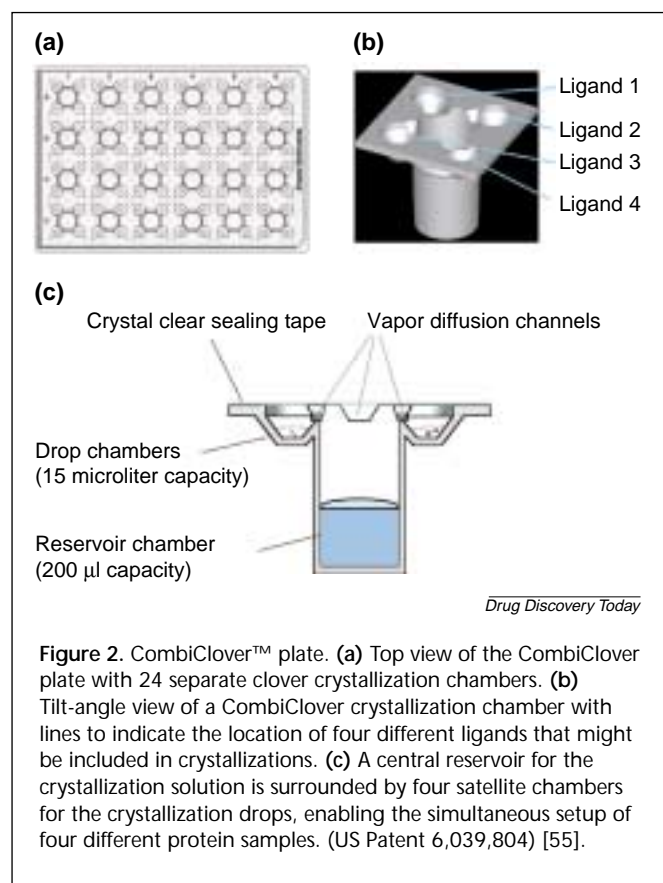 (a)
(b)
Ligand 1
Ligand 2
Ligand 3
Ligand 4
(c)
Crystal clear sealing tape
Vapor diffusion channels
Drop chambers
(15 microliter capacity)
Reservoir chamber
(200 μl capacity)
Drug Discovery Today
Figure 2. CombiClover™ plate. (a) Top view of the CombiClover
plate with 24 separate clover crystallization chambers. (b)
Tilt-angle view of a CombiClover crystallization chamber with
lines to indicate the location of four different ligands that might
be included in crystallizations. (c) A central reservoir for the
crystallization solution is surrounded by four satellite chambers
for the crystallization drops, enabling the simultaneous setup of
four different protein samples. (US Patent 6,039,804) [55].